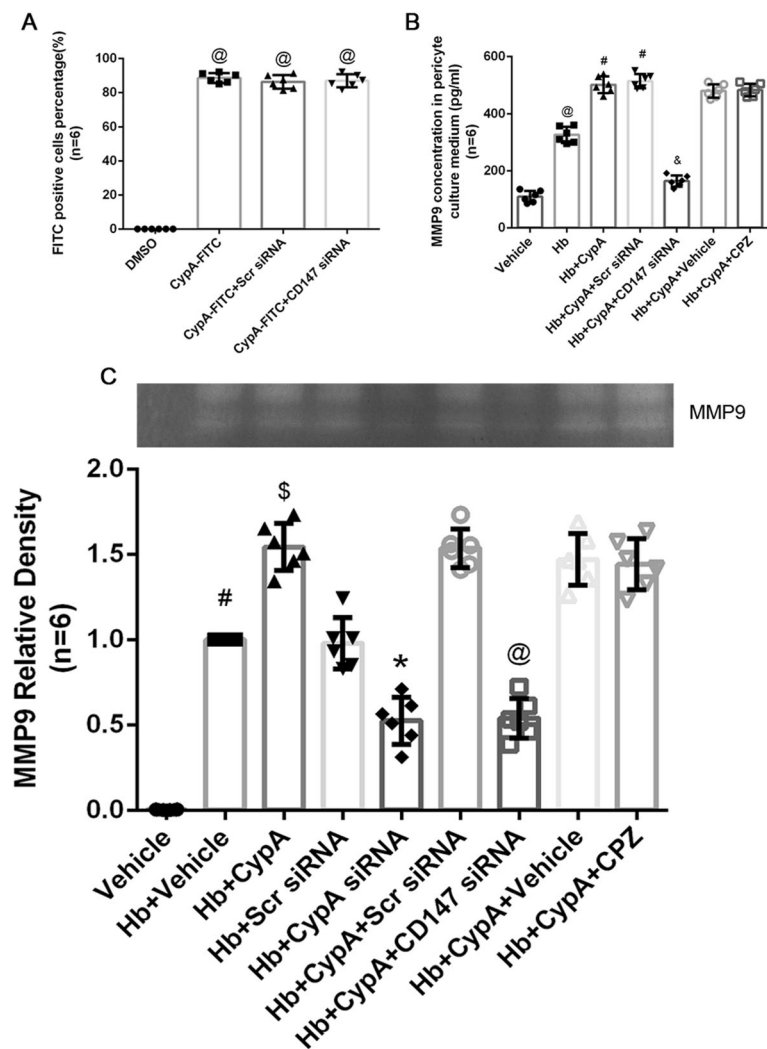 A
FITC positive cells percentage(%)
(n=6)
100
80
60
40
20
0
@
@
@
DMSO
CypA-FITC
CypA-FITC+Scr siRNA
CypA-FITC+CD147 siRNA
B
MMP9 concentration in pericyte
culture medium (pg/ml)
(n=6)
600
400
200
0
@
#
#
&
Vehicle
Hb
Hb+CypA
Hb+CypA+Scr siRNA
Hb+CypA+CD147 siRNA
Hb+CypA+Vehicle
Hb+CypA+CPZ
C
MMP9
MMP9 Relative Density
(n=6)
2.0
1.5
1.0
0.5
0.0
#
$
*
@
Vehicle
Hb+Vehicle
Hb+CypA
Hb+Scr siRNA
Hb+CypA siRNA
Hb+CypA+Scr siRNA
Hb+CypA+CD147 siRNA
Hb+CypA+Vehicle
Hb+CypA+CPZ